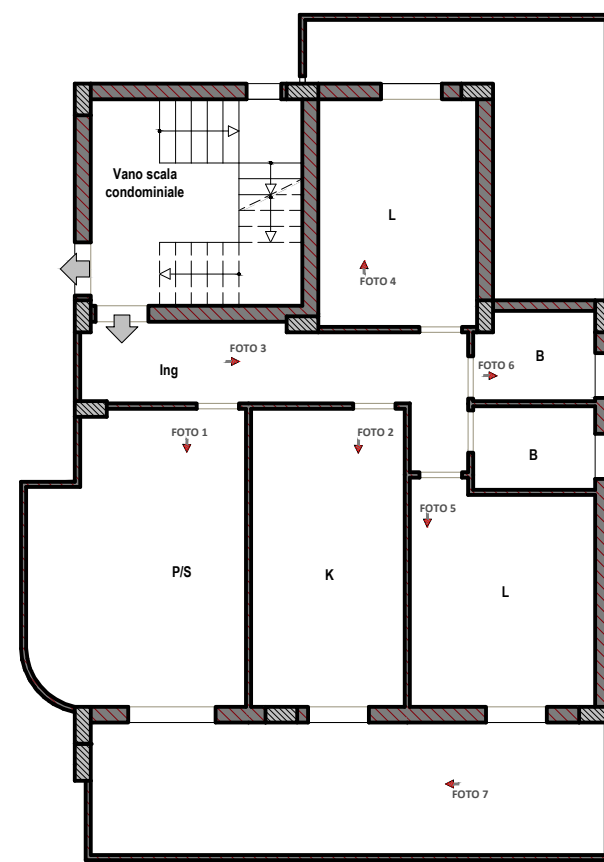 Vano scala
condominiale
L
FOTO 4
FOTO 3
Ing
FOTO 6
B
FOTO 1
FOTO 2
B
FOTO 5
P/S
K
L
FOTO 7